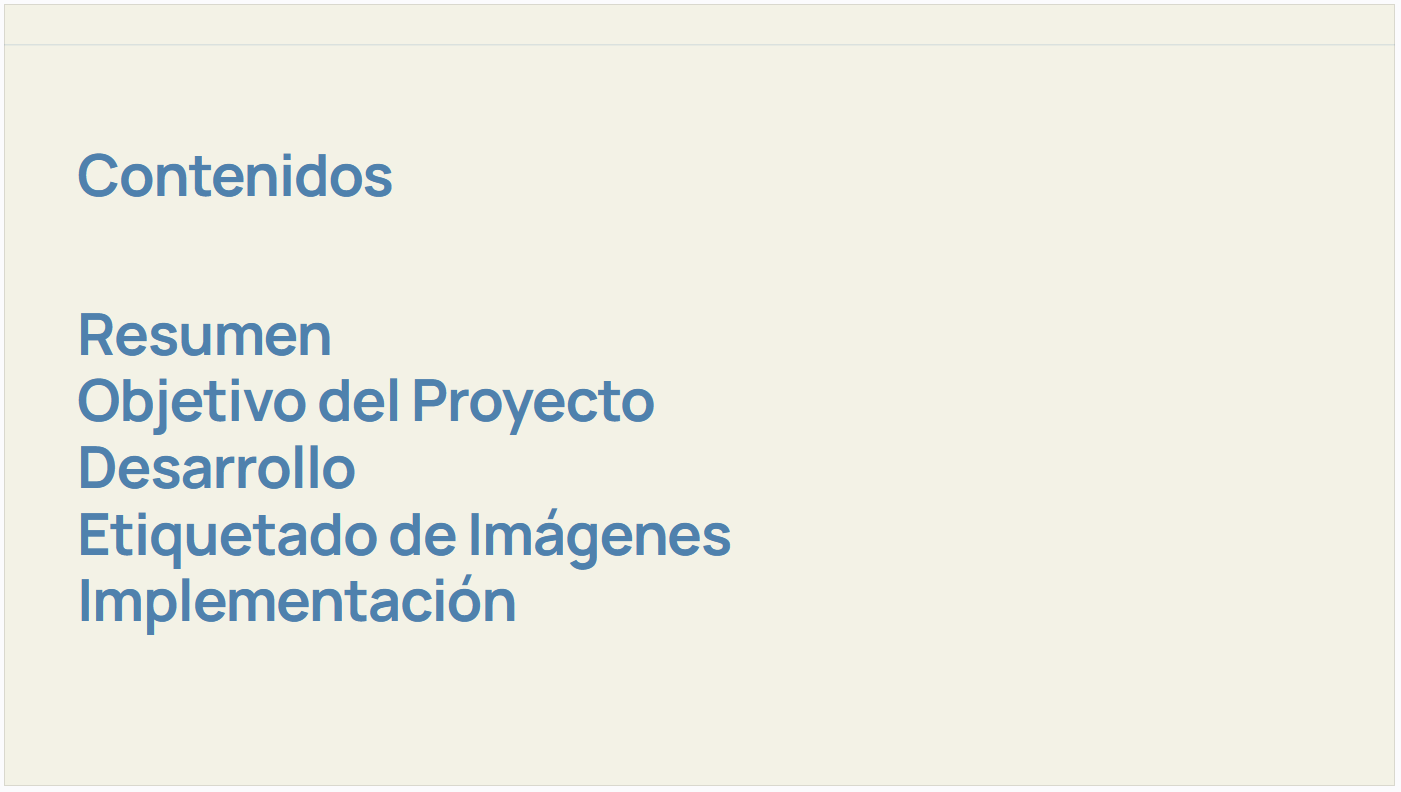 Contenidos
Resumen
Objetivo del Proyecto
Desarrollo
Etiquetado de Imágenes
Implementación